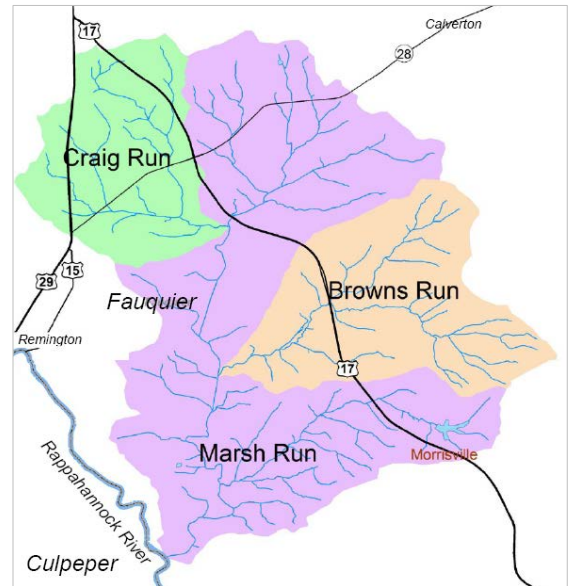 17
Calverton
28
Craig Run
15
29
Fauquier
Browns Run
Remington
17
Marsh Run
Morrisville
Rappahannock River
Culpeper